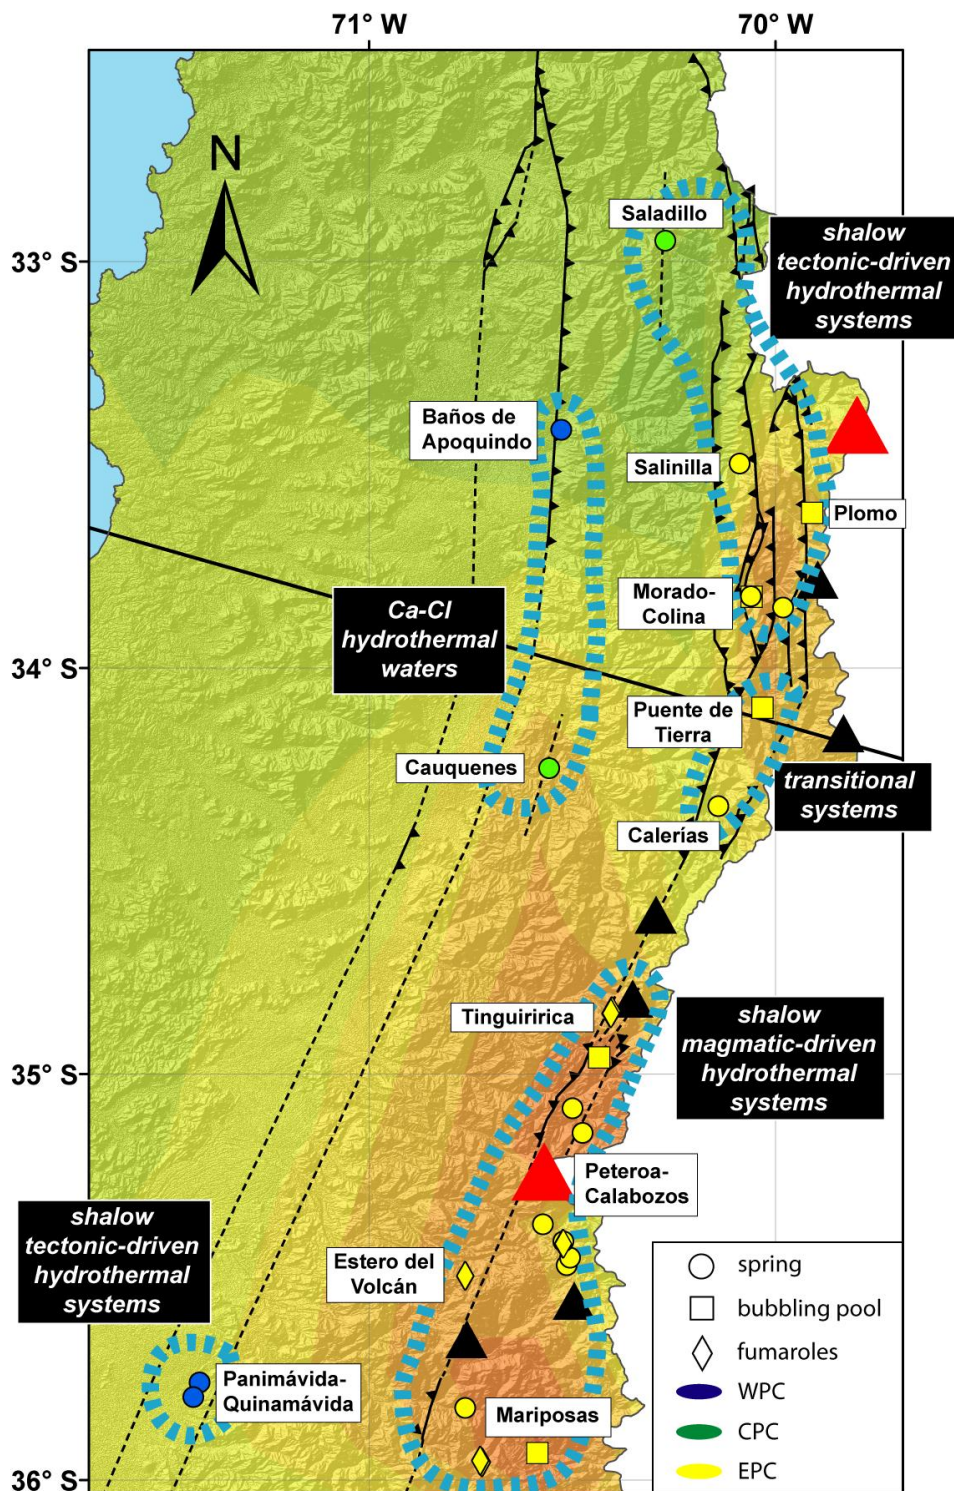 71° W
70° W
N
Saladillo
33° S
shalow
tectonic-driven
hydrothermal
systems
Baños de
Apoquindo
Salinilla
Plomo
Morado-
Colina
Ca-Cl
hydrothermal
waters
34° S
Puente de
Tierra
Cauquenes
transitional
systems
Calerías
Tinguiririca
shalow
magmatic-driven
hydrothermal
systems
35° S
Peteroa-
Calabozos
shalow
tectonic-driven
hydrothermal
systems
Estero del
Volcán
spring
bubbling pool
fumaroles
WPC
CPC
EPC
Panimávida-
Quinamávida
Mariposas
36° S